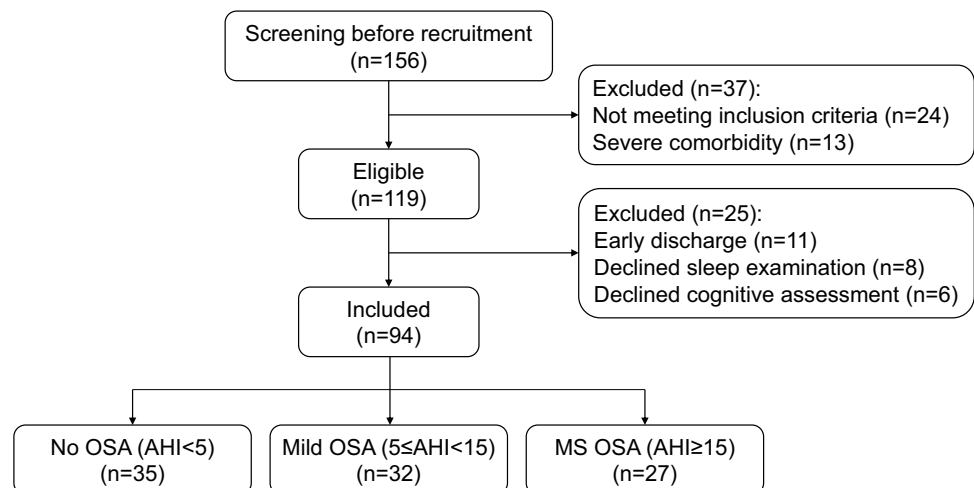 Screening before recruitment
(n=156)
Excluded (n=37):
Not meeting inclusion criteria (n=24)
Severe comorbidity (n=13)
Eligible
(n=119)
Excluded (n=25):
Early discharge (n=11)
Declined sleep examination (n=8)
Declined cognitive assessment (n=6)
Included
(n=94)
No OSA (AHI<5)
(n=35)
Mild OSA (5≤AHI<15)
(n=32)
MS OSA (AHI≥15)
(n=27)